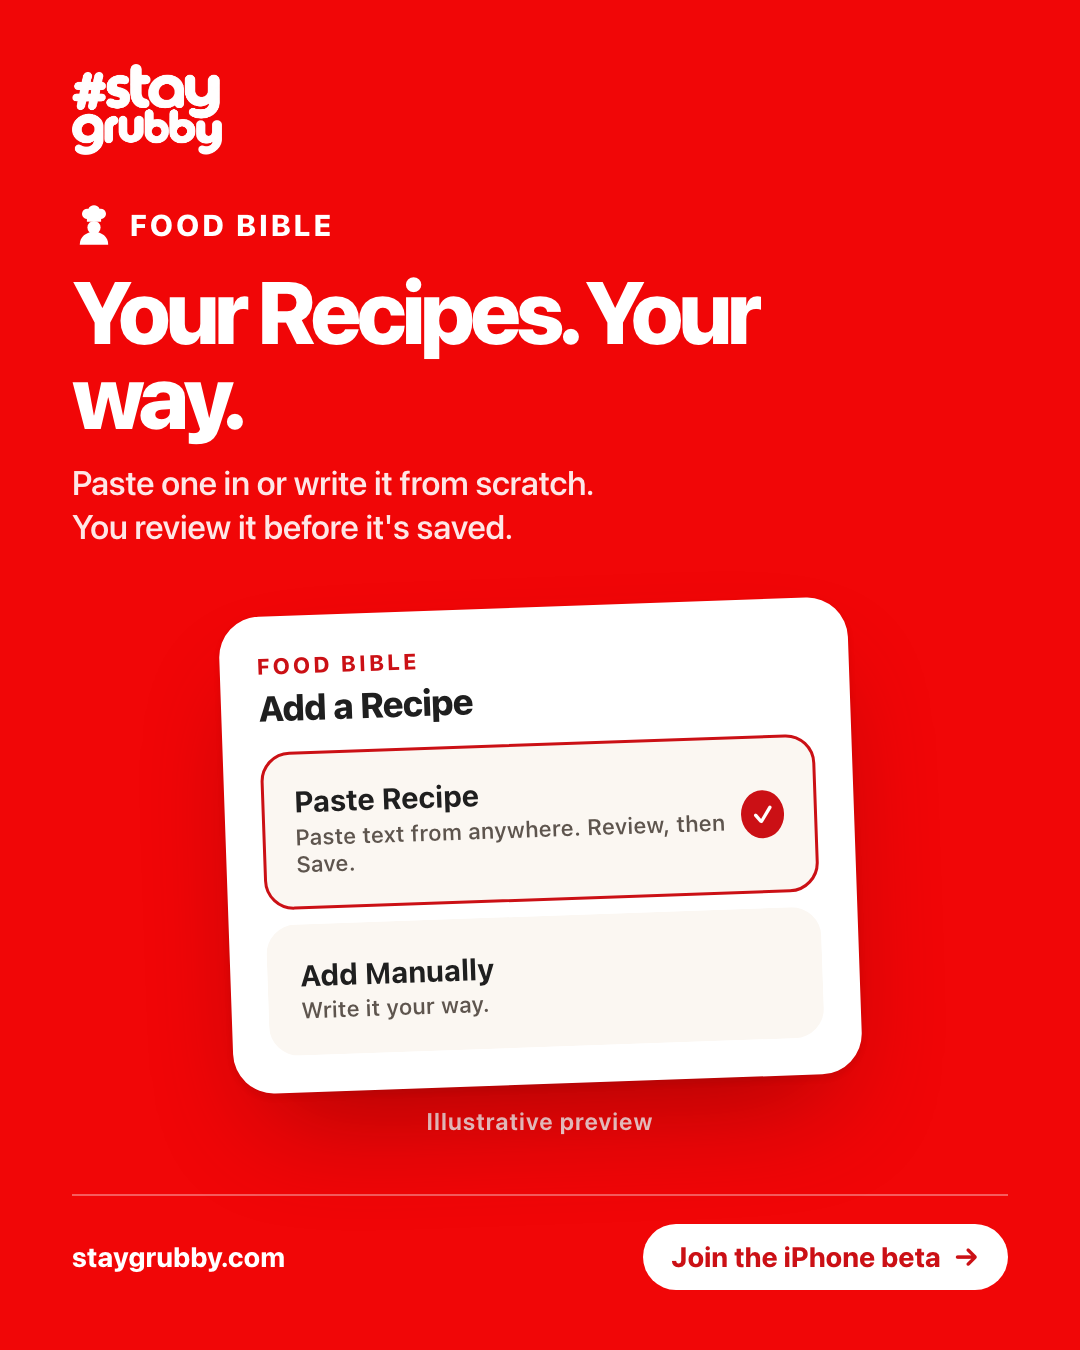 #stay
grubby
FOOD BIBLE
Your Recipes. Your
way.
Paste one in or write it from scratch.
You review it before it's saved.
FOOD BIBLE
Add a Recipe
Paste Recipe
Paste text from anywhere. Review, then
Save.
Add Manually
Write it your way.
Illustrative preview
staygrubby.com
Join the iPhone beta →